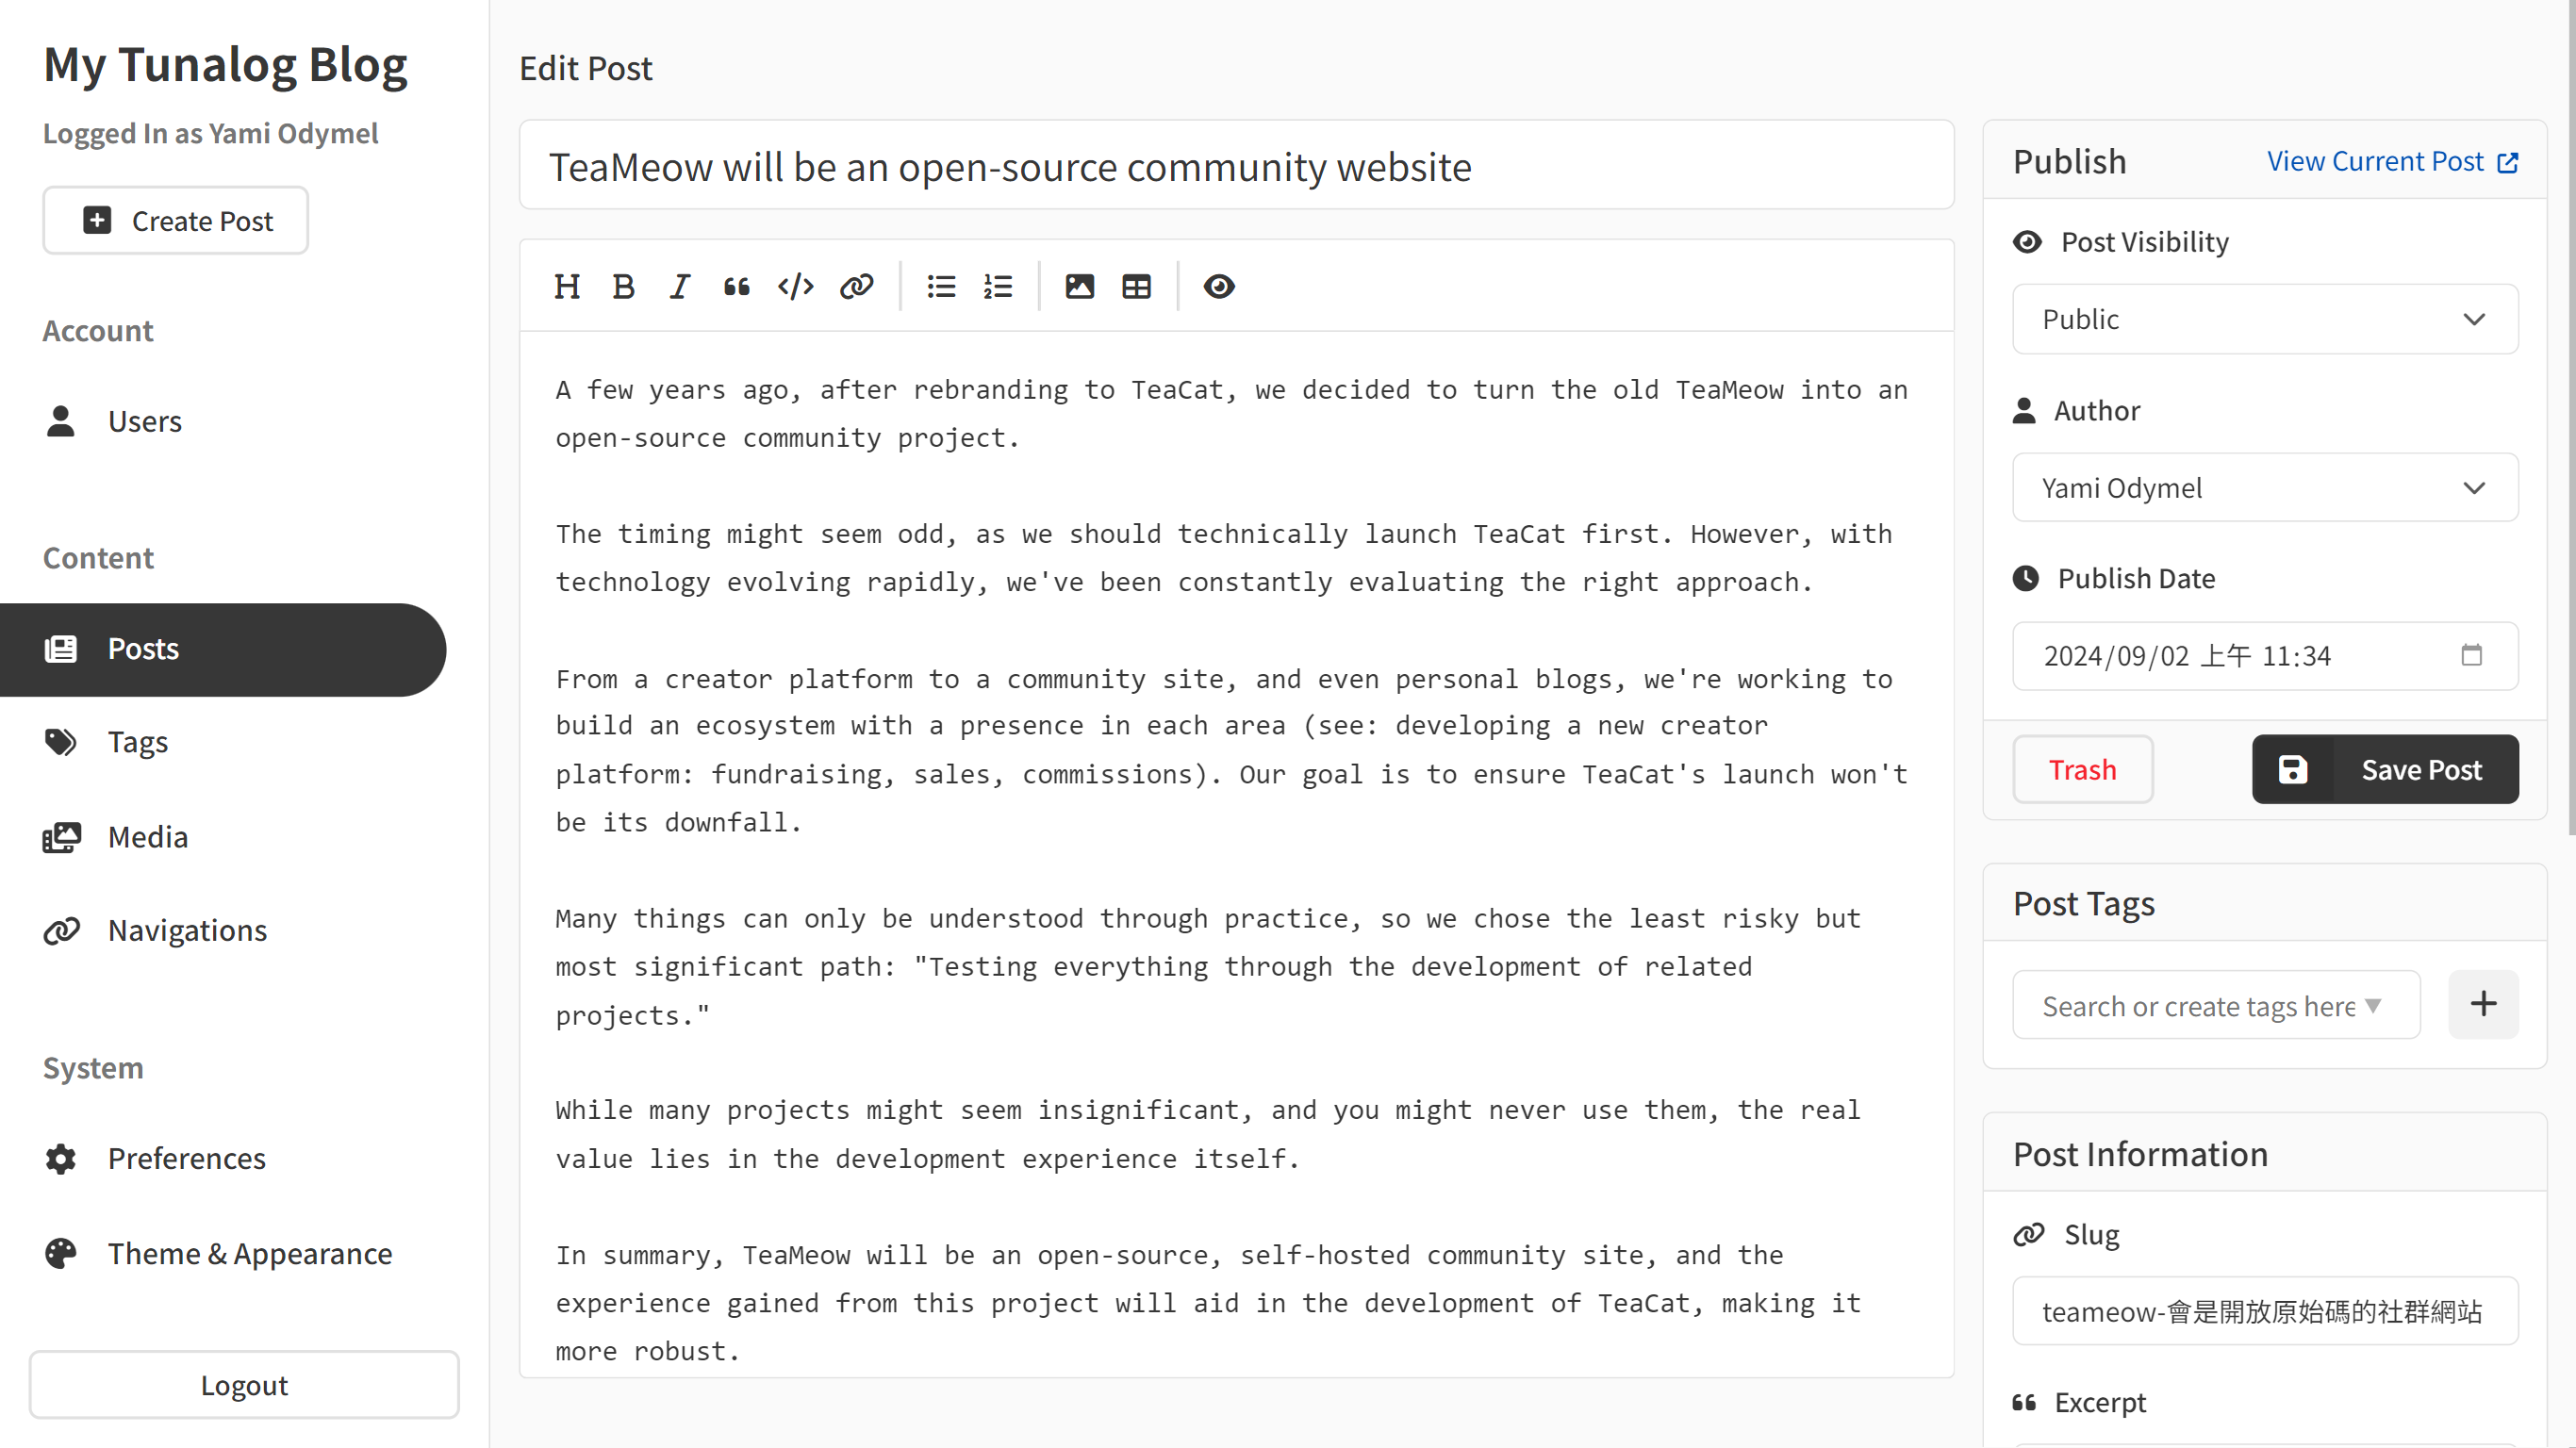 My Tunalog Blog
Logged In as Yami Odymel
Create Post
Account
Users
Content
Posts
Tags
Media
Navigations
System
Preferences
Theme & Appearance
Logout
Edit Post
TeaMeow will be an open-source community website
A few years ago, after rebranding to TeaCat, we decided to turn the old TeaMeow into an
open-source community project.
The timing might seem odd, as we should technically launch TeaCat first. However, with
technology evolving rapidly, we've been constantly evaluating the right approach.
From a creator platform to a community site, and even personal blogs, we're working to
build an ecosystem with a presence in each area (see: developing a new creator
platform: fundraising, sales, commissions). Our goal is to ensure TeaCat's launch won't
be its downfall.
Many things can only be understood through practice, so we chose the least risky but
most significant path: "Testing everything through the development of related
projects."
While many projects might seem insignificant, and you might never use them, the real
value lies in the development experience itself.
In summary, TeaMeow will be an open-source, self-hosted community site, and the
experience gained from this project will aid in the development of TeaCat, making it
more robust.
Publish
View Current Post
Post Visibility
Public
Author
Yami Odymel
Publish Date
2024/09/02 上午 11:34
Trash
Save Post
Post Tags
Search or create tags here
Post Information
Slug
teameow-會是開放原始碼的社群網站
Excerpt